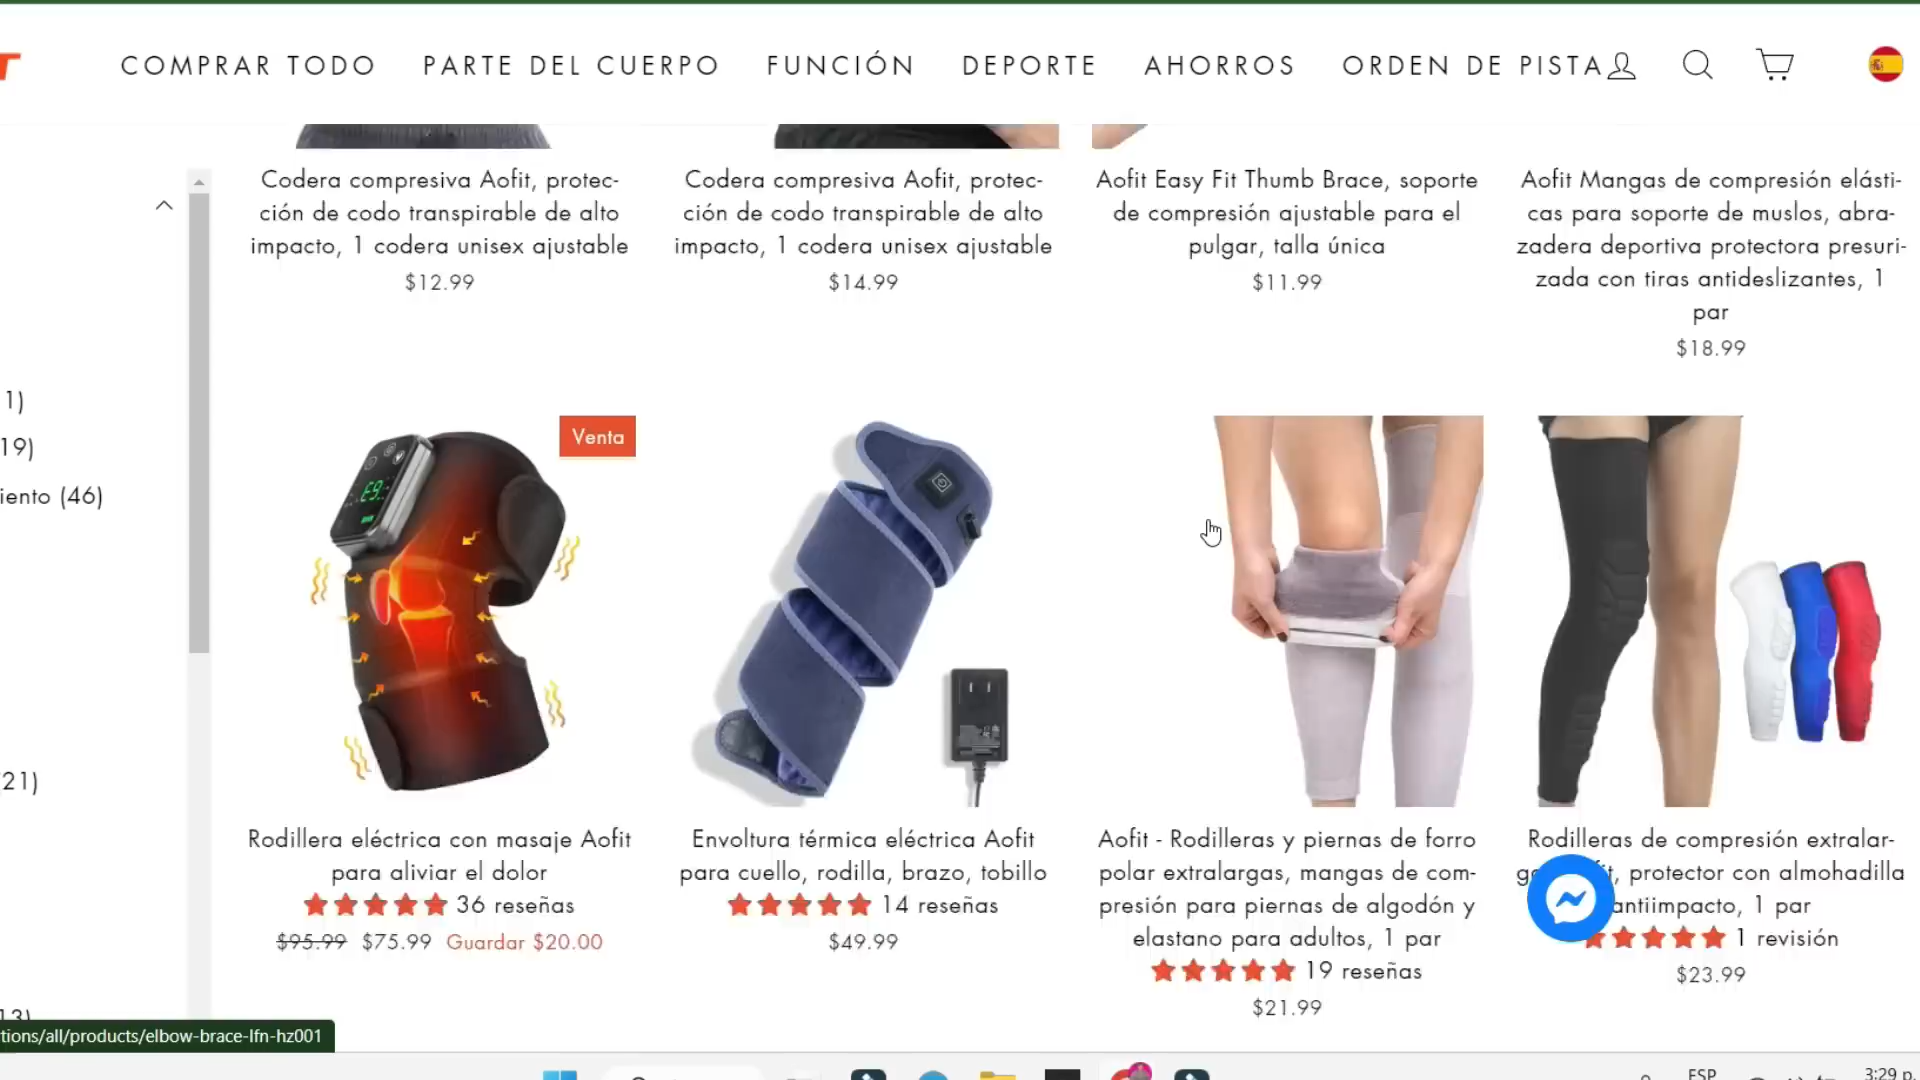 COMPRAR TODO PARTE DEL CUERPO FUNCIÓN DEPORTE AHORROS ORDEN DE PISTA
Codera compresiva Aofit, protec-
ción de codo transpirable de alto
impacto, 1 codera unisex ajustable
$12.99
Codera compresiva Aofit, protec-
ción de codo transpirable de alto
impacto, 1 codera unisex ajustable
$14.99
Aofit Easy Fit Thumb Brace, soporte
de compresión ajustable para el
pulgar, talla única
$11.99
Aofit Mangas de compresión elásti-
cas para soporte de muslos, abra-
zadera deportiva protectora presuri-
zada con tiras antideslizantes, 1
par
$18.99
1)
19)
iento (46)
21)
13)
Venta
Rodillera eléctrica con masaje Aofit
para aliviar el dolor
36 reseñas
$95.99 $75.99 Guardar $20.00
Envoltura térmica eléctrica Aofit
para cuello, rodilla, brazo, tobillo
14 reseñas
$49.99
Aofit - Rodilleras y piernas de forro
polar extralargas, mangas de com-
presión para piernas de algodón y
elastano para adultos, 1 par
19 reseñas
$21.99
Rodilleras de compresión extralar-
protector con almohadilla
antiimpacto, 1 par
1 revisión
$23.99
tions/all/products/elbow-brace-lfn-hz001
ESP
3:29 p.